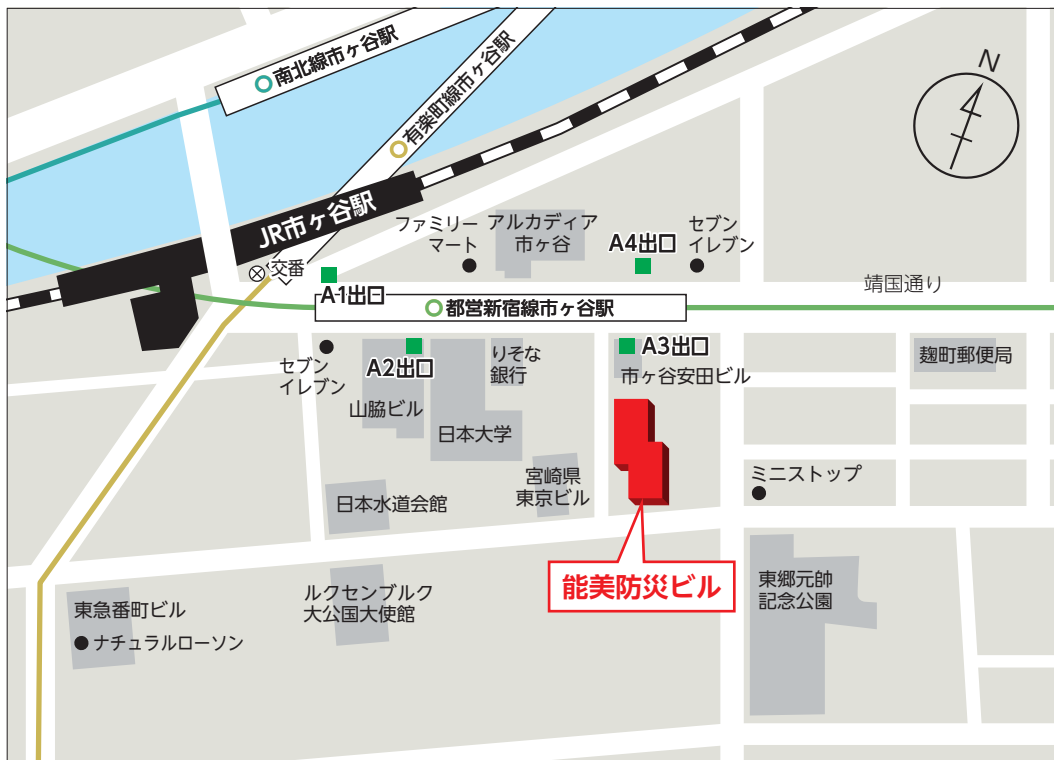 南北線市ヶ谷駅
有楽町線市ヶ谷駅
N
JR市ヶ谷駅
ファミリー
マート
アルカディア
市ヶ谷
A4出口
セブン
イレブン
交番
A1出口
靖国通り
都営新宿線市ヶ谷駅
セブン
イレブン
A2出口
りそな
銀行
A3出口
市ヶ谷安田ビル
麹町郵便局
山脇ビル
日本大学
宮崎県
東京ビル
ミニストップ
日本水道会館
能美防災ビル
東郷元帥
記念公園
ルクセンブルク
大公国大使館
東急番町ビル
ナチュラルローソン